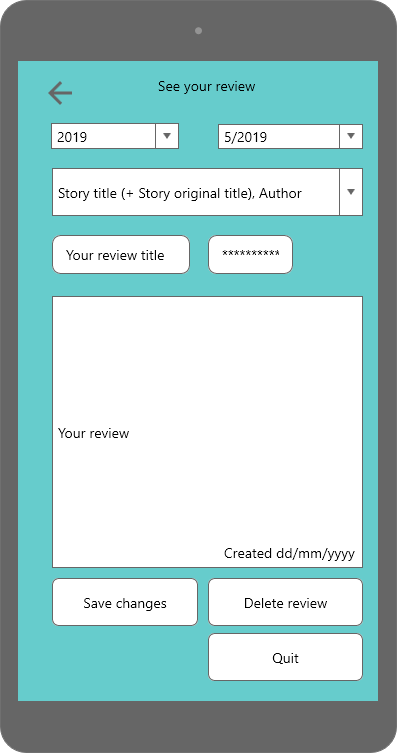 See your review
2019
5/2019
Story title (+ Story original title), Author
Your review title
**********
Your review
Created dd/mm/yyyy
Save changes
Delete review
Quit